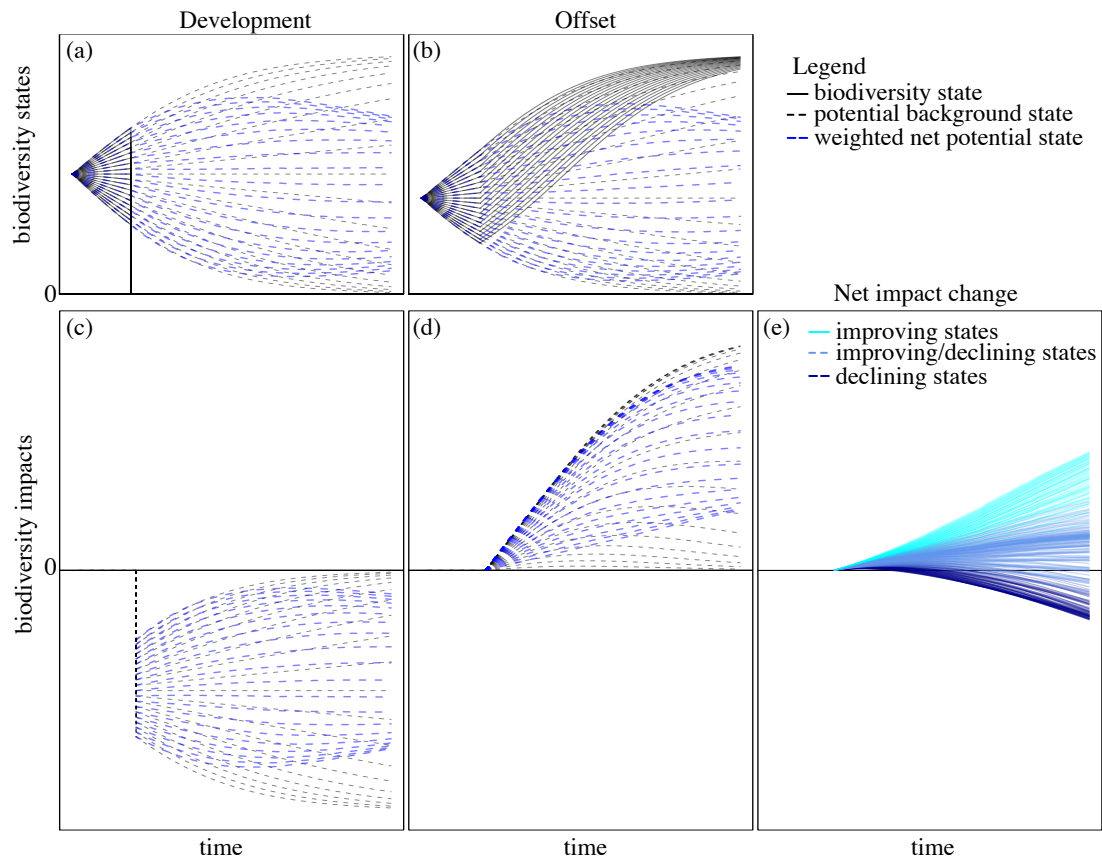 Development
Offset
(a)
(b)
Legend
biodiversity state
potential background state
weighted net potential state
biodiversity states
0
Net impact change
(c)
(d)
(e)
improving states
improving/declining states
declining states
biodiversity impacts
0
time
time
time